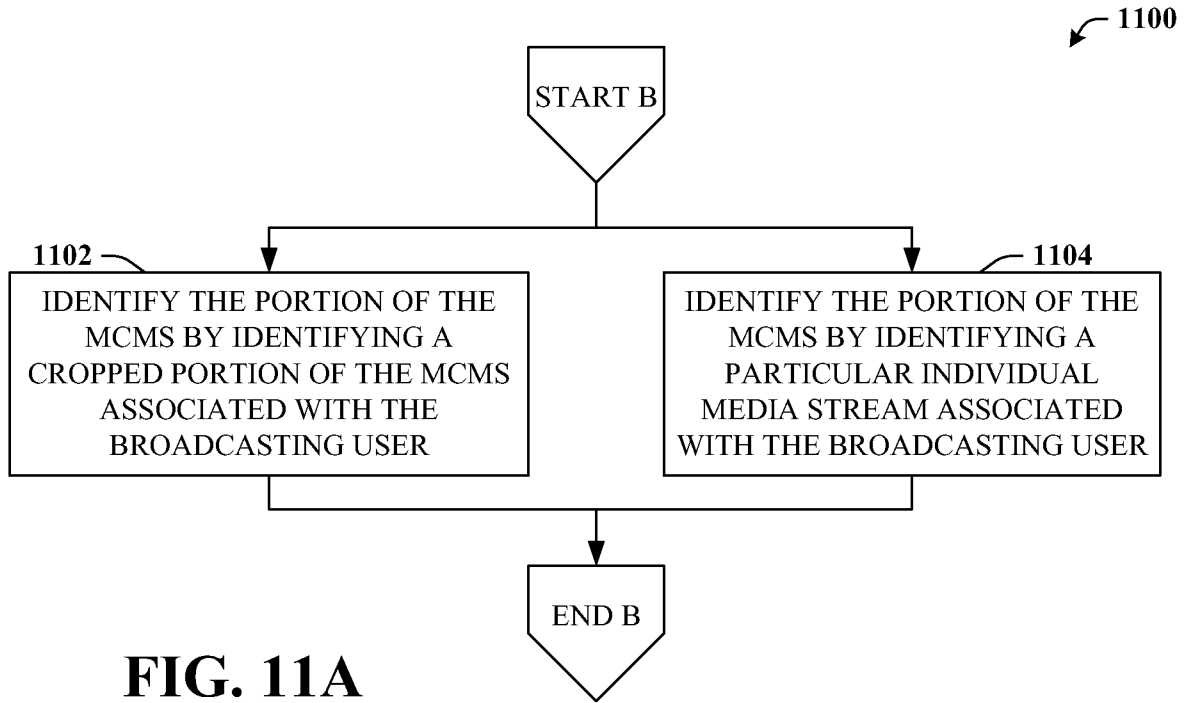 1100
START B
1102
IDENTIFY THE PORTION OF THE
MCMS BY IDENTIFYING A
CROPPED PORTION OF THE MCMS
ASSOCIATED WITH THE
BROADCASTING USER
1104
IDENTIFY THE PORTION OF THE
MCMS BY IDENTIFYING A
PARTICULAR INDIVIDUAL
MEDIA STREAM ASSOCIATED
WITH THE BROADCASTING USER
END B
FIG. 11A